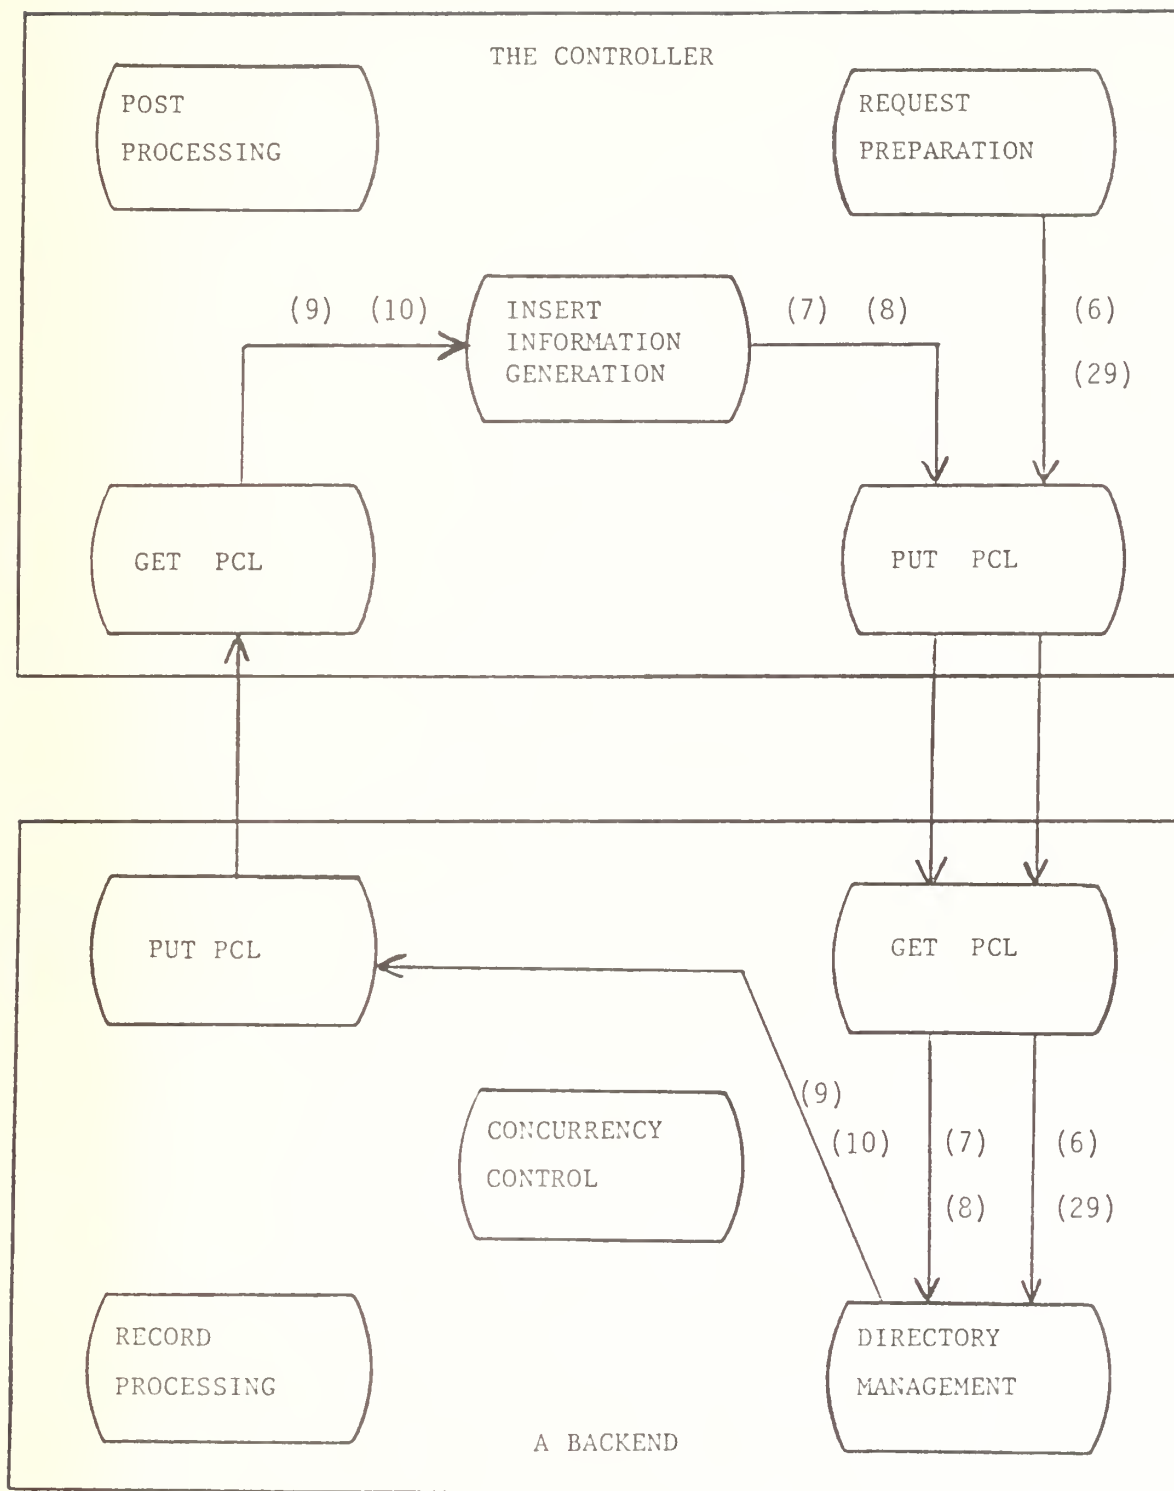 THE CONTROLLER
POST
PROCESSING
REQUEST
PREPARATION
(9) (10)
INSERT
INFORMATION
GENERATION
(7) (8)
(6)
(29)
GET PCL
PUT PCL
PUT PCL
GET PCL
(9)
(10)
(7)
(8)
(6)
(29)
CONCURRENCY
CONTROL
RECORD
PROCESSING
DIRECTORY
MANAGEMENT
A BACKEND